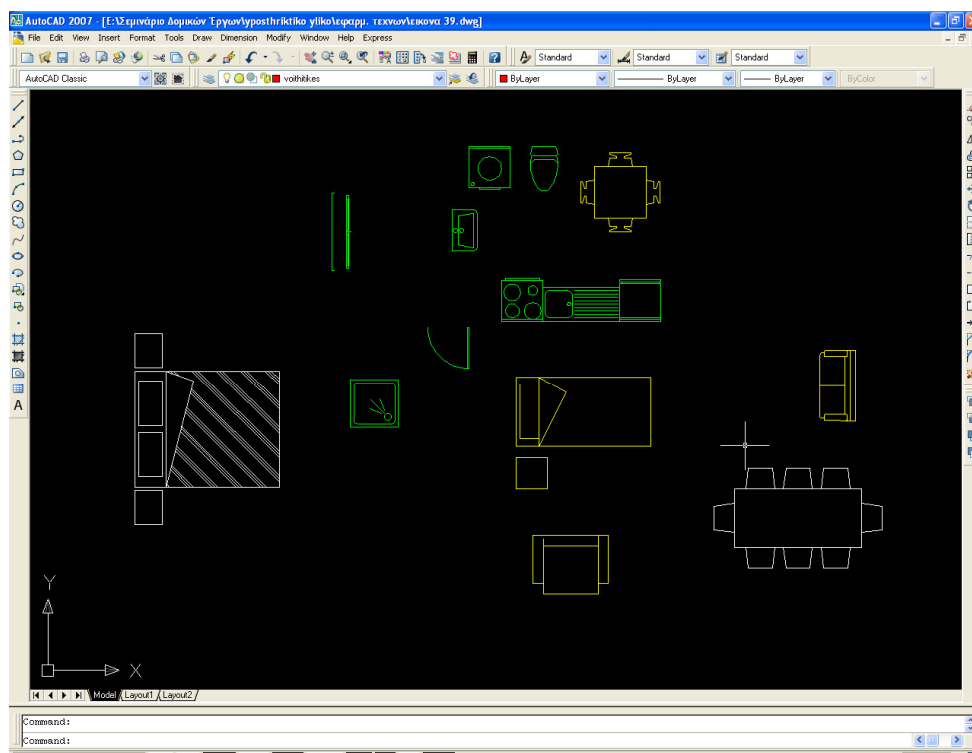 AutoCAD 2007 - [E:\Σεμινάριο Δομικών Έργων\yposthriktiko yliko\εφαρμ. τεχνων\εικονα 39.dwg]
File Edit View Insert Format Tools Draw Dimension Modify Window Help Express
Standard Standard Standard
AutoCAD Classic voithitikes ByLayer ByLayer ByLayer ByColor
A
Y
X
Model Layout1 Layout2
Command:
Command: